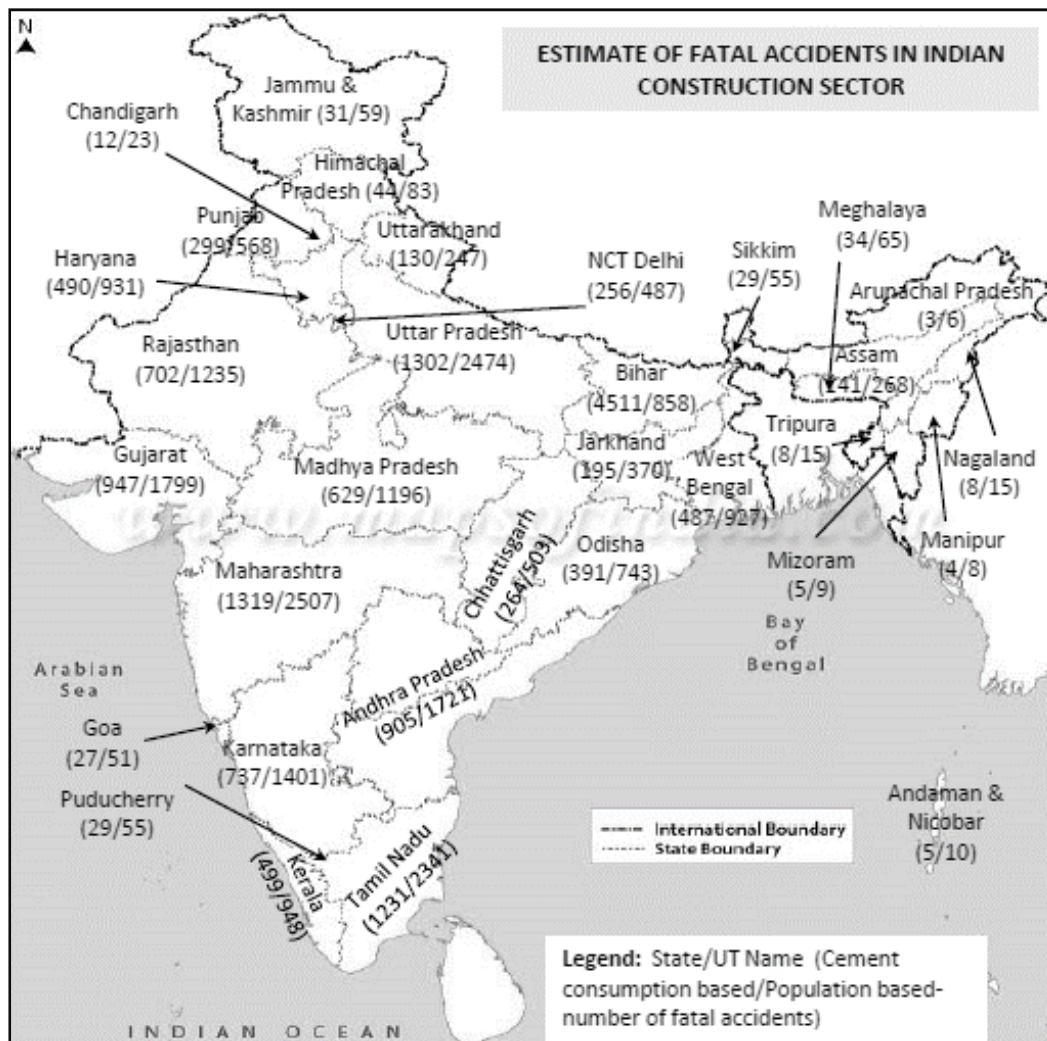 N
ESTIMATE OF FATAL ACCIDENTS IN INDIAN
CONSTRUCTION SECTOR
Jammu &
Kashmir (31/59)
Chandigarh
(12/23)
Himachal
Pradesh (44/83)
Punjab
(299/568)
Uttarakhand
(130/247)
Haryana
(490/931)
NCT Delhi
(256/487)
Sikkim
(29/55)
Meghalaya
(34/65)
Arunachal Pradesh
(3/6)
Rajasthan
(702/1235)
Uttar Pradesh
(1302/2474)
Bihar
(4511/858)
Assam
(141/268)
Tripura
(8/15)
Nagaland
(8/15)
Gujarat
(947/1799)
Madhya Pradesh
(629/1196)
Jarkhand
(195/370)
West
Bengal
(487/927)
www.mapsofindia.com
Manipur
(4/8)
Mizoram
(5/9)
Maharashtra
(1319/2507)
Chhattisgarh
(264/503)
Odisha
(391/743)
Bay
of
Bengal
Arabian
Sea
Andhra Pradesh
(905/1721)
Goa
(27/51)
Karnataka
(737/1401)
Puducherry
(29/55)
Kerala
(499/948)
Tamil Nadu
(1231/2341)
Andaman &
Nicobar
(5/10)
International Boundary
State Boundary
Legend: State/UT Name (Cement
consumption based/Population based-
number of fatal accidents)
INDIAN OCEAN